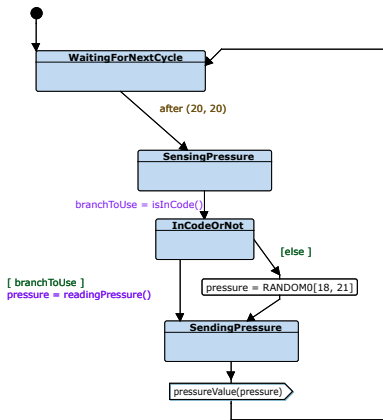 WaitingForNextCycle
after (20, 20)
SensingPressure
branchToUse = isInCode()
InCodeOrNot
[else ]
[ branchToUse ]
pressure = readingPressure()
pressure = RANDOM0[18, 21]
SendingPressure
pressureValue(pressure)